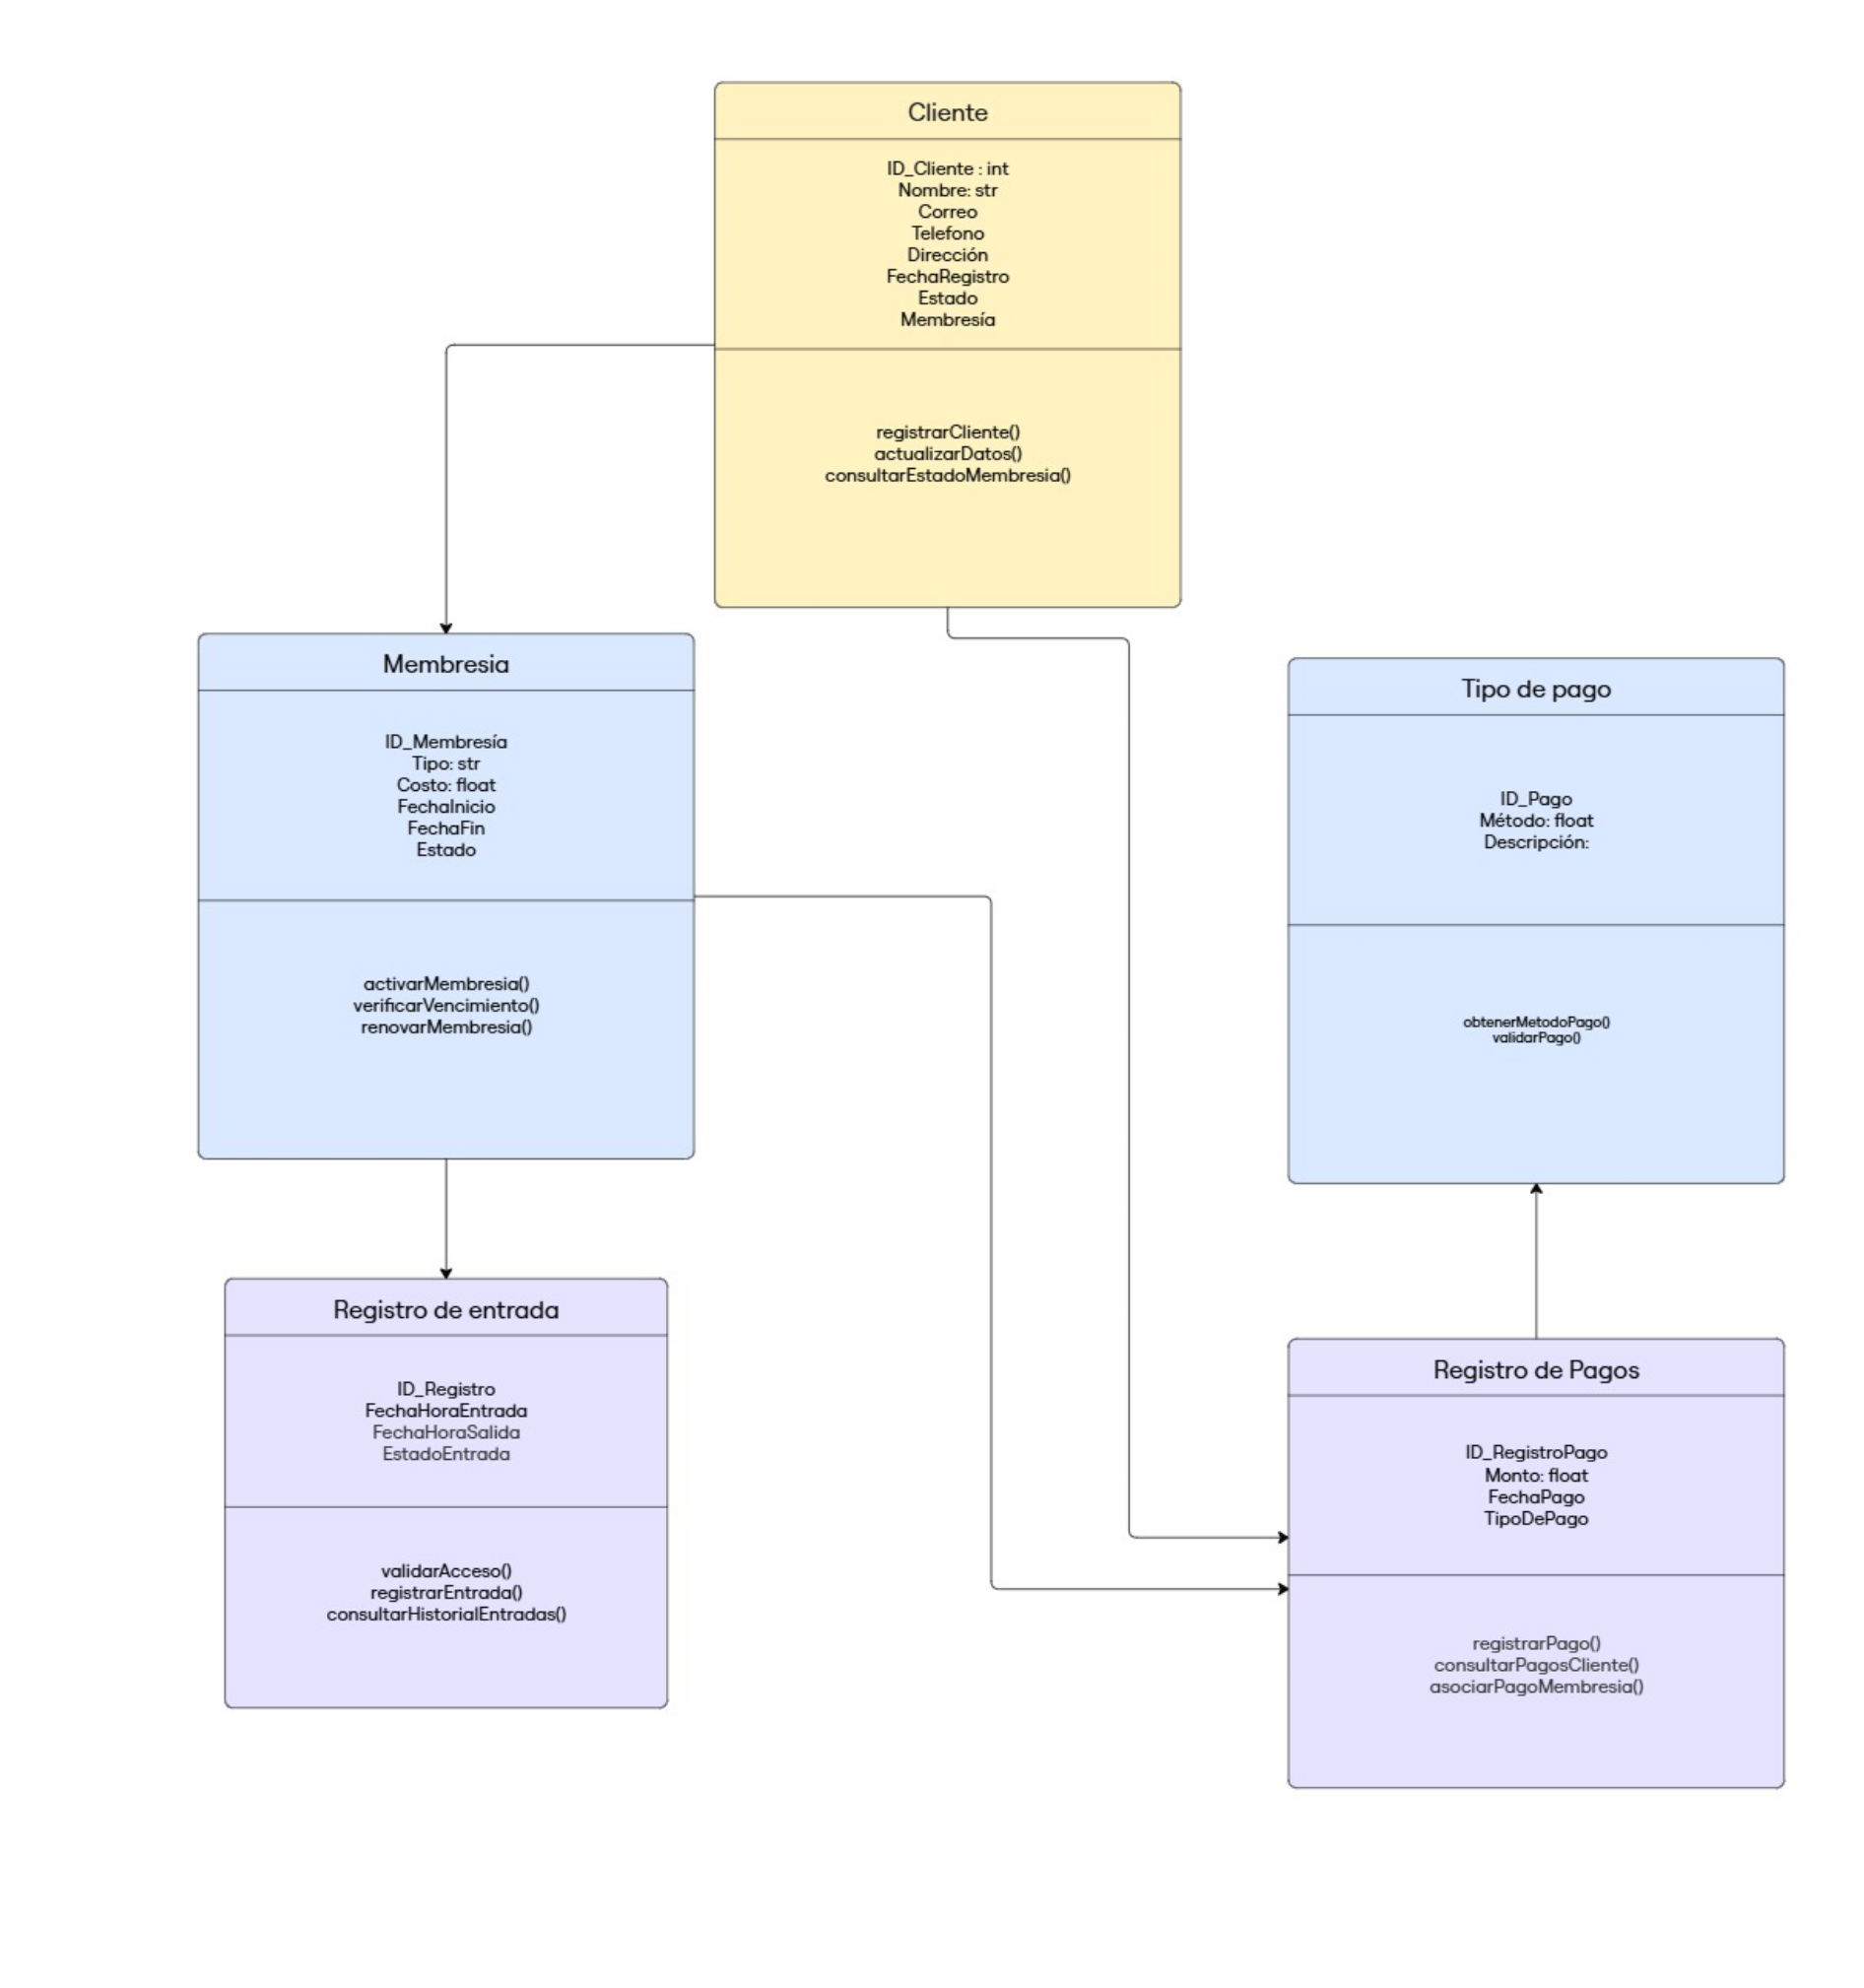 Cliente
ID_Cliente : int
Nombre: str
Correo
Telefono
Dirección
FechaRegistro
Estado
Membresía
registrarCliente()
actualizarDatos()
consultarEstadoMembresia()
Membresia
ID_Membresía
Tipo: str
Costo: float
FechaInicio
FechaFin
Estado
activarMembresia()
verificarVencimiento()
renovarMembresia()
Tipo de pago
ID_Pago
Método: float
Descripción:
obtenerMetodoPago()
validarPago()
Registro de entrada
ID_Registro
FechaHoraEntrada
FechaHoraSalida
EstadoEntrada
validarAcceso()
registrarEntrada()
consultarHistorialEntradas()
Registro de Pagos
ID_RegistroPago
Monto: float
FechaPago
TipoDePago
registrarPago()
consultarPagosCliente()
asociarPagoMembresia()